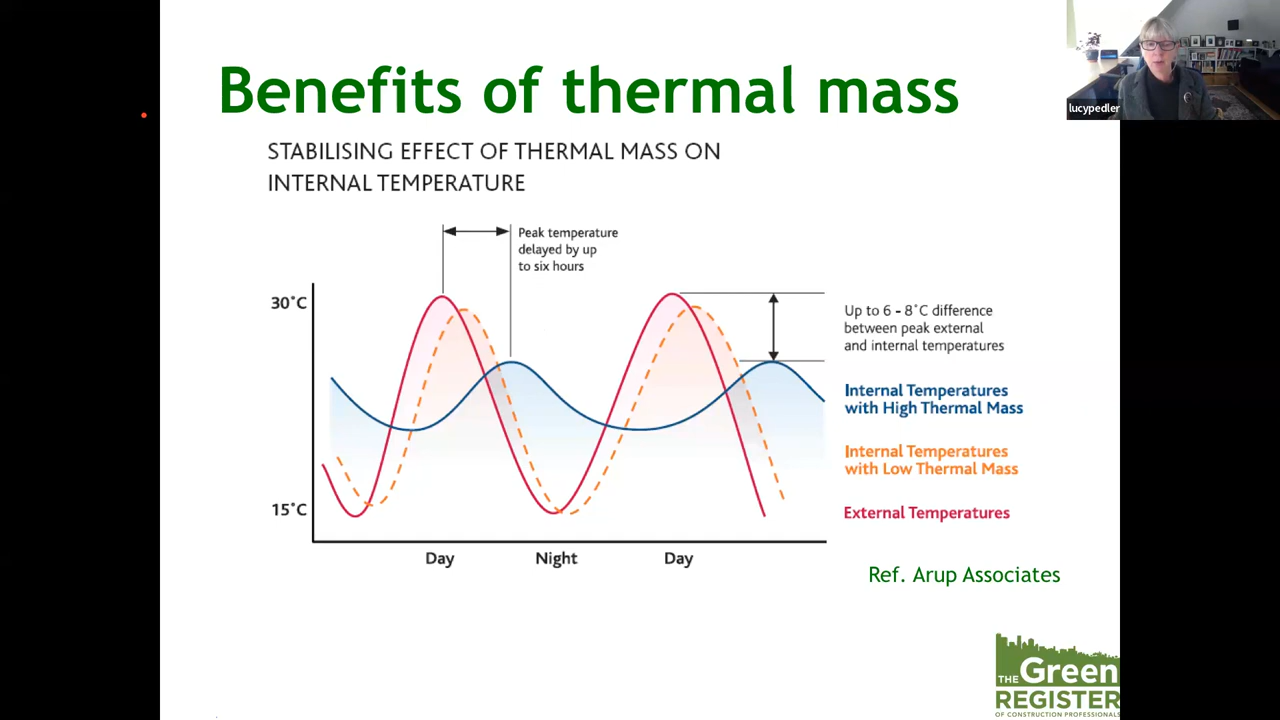 Benefits of thermal mass
lucypedler
STABILISING EFFECT OF THERMAL MASS ON
INTERNAL TEMPERATURE
Peak temperature
delayed by up
to six hours
30˚C
15˚C
Up to 6 - 8˚C difference
between peak external
and internal temperatures
Internal Temperatures
with High Thermal Mass
Internal Temperatures
with Low Thermal Mass
External Temperatures
Day
Night
Day
Ref. Arup Associates
THE Green
REGISTER
OF CONSTRUCTION PROFESSIONALS